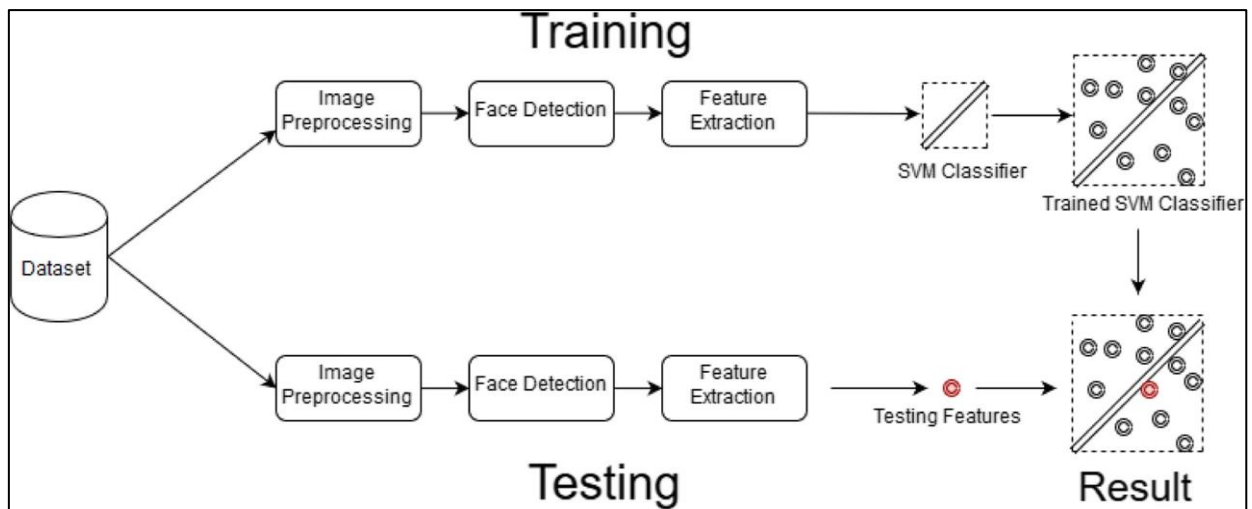 Training
Image
Preprocessing
Face Detection
Feature
Extraction
SVM Classifier
Trained SVM Classifier
Dataset
Image
Preprocessing
Face Detection
Feature
Extraction
Testing Features
Testing
Result